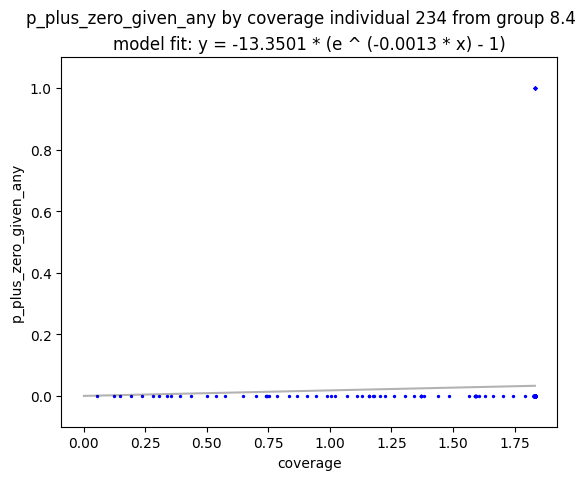 p_plus_zero_given_any by coverage individual 234 from group 8.4
model fit: y = -13.3501 * (e ^ (-0.0013 * x) - 1)
1.0
0.8
0.6
0.4
0.2
0.0
p_plus_zero_given_any
0.00 0.25 0.50 0.75 1.00 1.25 1.50 1.75
coverage